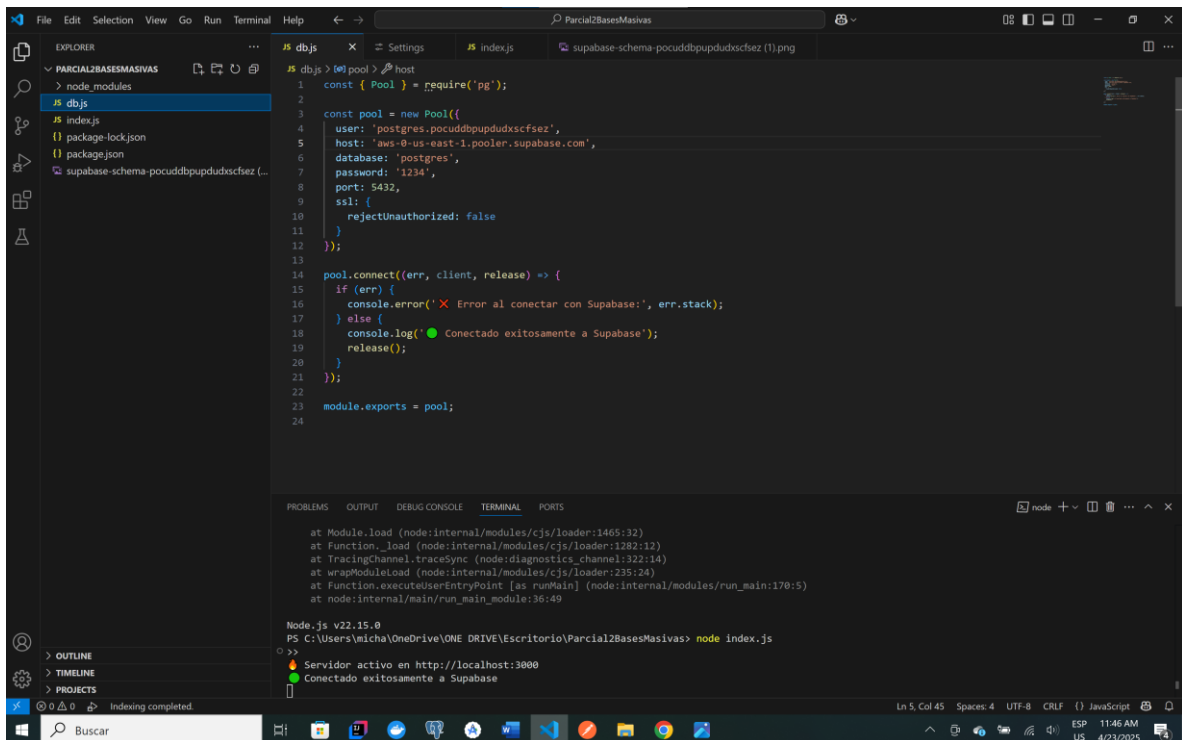 File Edit Selection View Go Run Terminal Help
Parcial2BasesMasivas
EXPLORER
PARCIAL2BASESMASIVAS
node_modules
JS db.js
JS index.js
{} package-lock.json
{} package.json
supabase-schema-pocuddbpupdudxscfsez (...
OUTLINE
TIMELINE
PROJECTS
JS db.js
Settings
JS index.js
supabase-schema-pocuddbpupdudxscfsez (1).png
JS db.js > pool > host
1 const { Pool } = require('pg');
2
3 const pool = new Pool({
4 user: 'postgres.pocuddbpupdudxscfsez',
5 host: 'aws-0-us-east-1.pooler.supabase.com',
6 database: 'postgres',
7 password: '1234',
8 port: 5432,
9 ssl: {
10 rejectUnauthorized: false
11 }
12 });
13
14 pool.connect((err, client, release) => {
15 if (err) {
16 console.error('❌ Error al conectar con Supabase:', err.stack);
17 } else {
18 console.log('🟢 Conectado exitosamente a Supabase');
19 release();
20 }
21 });
22
23 module.exports = pool;
24
PROBLEMS OUTPUT DEBUG CONSOLE TERMINAL PORTS
node
at Module.load (node:internal/modules/cjs/loader:1465:32)
at Function._load (node:internal/modules/cjs/loader:1282:12)
at TracingChannel.traceSync (node:diagnostics_channel:322:14)
at wrapModuleLoad (node:internal/modules/cjs/loader:235:24)
at Function.executeUserEntryPoint [as runMain] (node:internal/modules/run_main:170:5)
at node:internal/main/run_main_module:36:49
Node.js v22.15.0
PS C:\Users\micha\OneDrive\ONE DRIVE\Escritorio\Parcial2BasesMasivas> node index.js
>>
🔥 Servidor activo en http://localhost:3000
🟢 Conectado exitosamente a Supabase
0 0 Indexing completed.
Ln 5, Col 45 Spaces: 4 UTF-8 CRLF {} JavaScript
Buscar
ESP
US
11:46 AM
4/23/2025